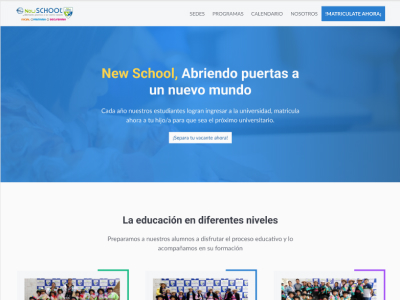 New SCHOOL
SEDES PROGRAMAS CALENDARIO NOSOTROS ¡MATRICULATE AHORA¡
New School, Abriendo puertas a
un nuevo mundo
Cada año nuestros estudiantes logran ingresar a la universidad, matricula
ahora a tu hijo/a para que sea el próximo universitario.
¡Separa tu vacante ahora!
La educación en diferentes niveles
Preparamos a nuestros alumnos a disfrutar el proceso educativo y lo
acompañamos en su formación